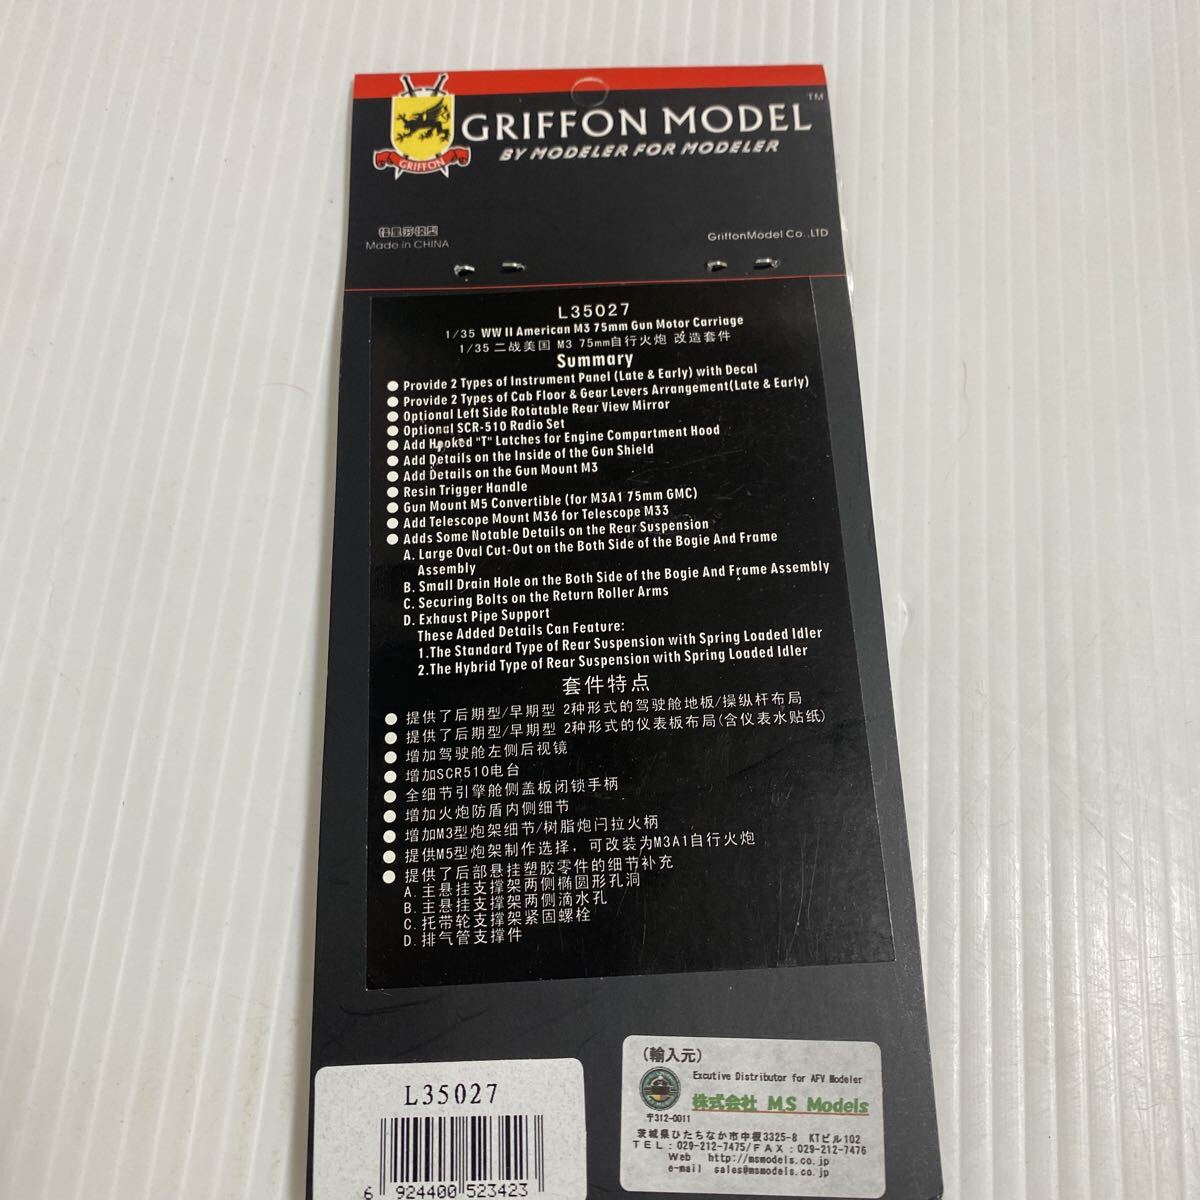 GRIFFON MODEL™
BY MODELER FOR MODELER
GRIFFON
Made in CHINA
GriffonModel Co.,LTD
L35027
1/35 WW II American M3 75mm Gun Motor Carriage
1/35 二战美国 M3 75mm自行火炮 改造套件
Summary
● Provide 2 Types of Instrument Panel (Late & Early) with Decal
● Provide 2 Types of Cab Floor & Gear Levers Arrangement(Late & Early)
● Optional Left Side Rotatable Rear View Mirror
● Optional SCR-510 Radio Set
● Add Hooked "T" Latches for Engine Compartment Hood
● Add Details on the Inside of the Gun Shield
● Add Details on the Gun Mount M3
● Resin Trigger Handle
● Gun Mount M5 Convertible (for M3A1 75mm GMC)
● Add Telescope Mount M36 for Telescope M33
● Adds Some Notable Details on the Rear Suspension
A. Large Oval Cut-Out on the Both Side of the Bogie And Frame
Assembly
B. Small Drain Hole on the Both Side of the Bogie And Frame Assembly
C. Securing Bolts on the Return Roller Arms
D. Exhaust Pipe Support
These Added Details Can Feature:
1.The Standard Type of Rear Suspension with Spring Loaded Idler
2.The Hybrid Type of Rear Suspension with Spring Loaded Idler
套件特点
● 提供了后期型/早期型 2种形式的驾驶舱地板/操纵杆布局
● 提供了后期型/早期型 2种形式的仪表板布局(含仪表水贴纸)
● 增加驾驶舱左侧后视镜
● 增加SCR510电台
● 全细节引擎舱侧盖板闭锁手柄
● 增加火炮防盾内侧细节
● 增加M3型炮架细节/树脂炮闩拉火柄
● 提供M5型炮架制作选择，可改装为M3A1自行火炮
● 提供了后部悬挂塑胶零件的细节补充
A. 主悬挂支撑架两侧椭圆形孔洞
B. 主悬挂支撑架两侧滴水孔
C. 托带轮支撑架紧固螺栓
D. 排气管支撑件
L35027
6 924400 523423
(輸入元)
Excutive Distributor for AFV Modeler
株式会社 M.S Models
〒312-0011
茨城県ひたちなか市中根3325-8 KTビル102
TEL:029-212-7475/FAX:029-212-7476
Web http://msmodels.co.jp
e-mail sales@msmodels.co.jp